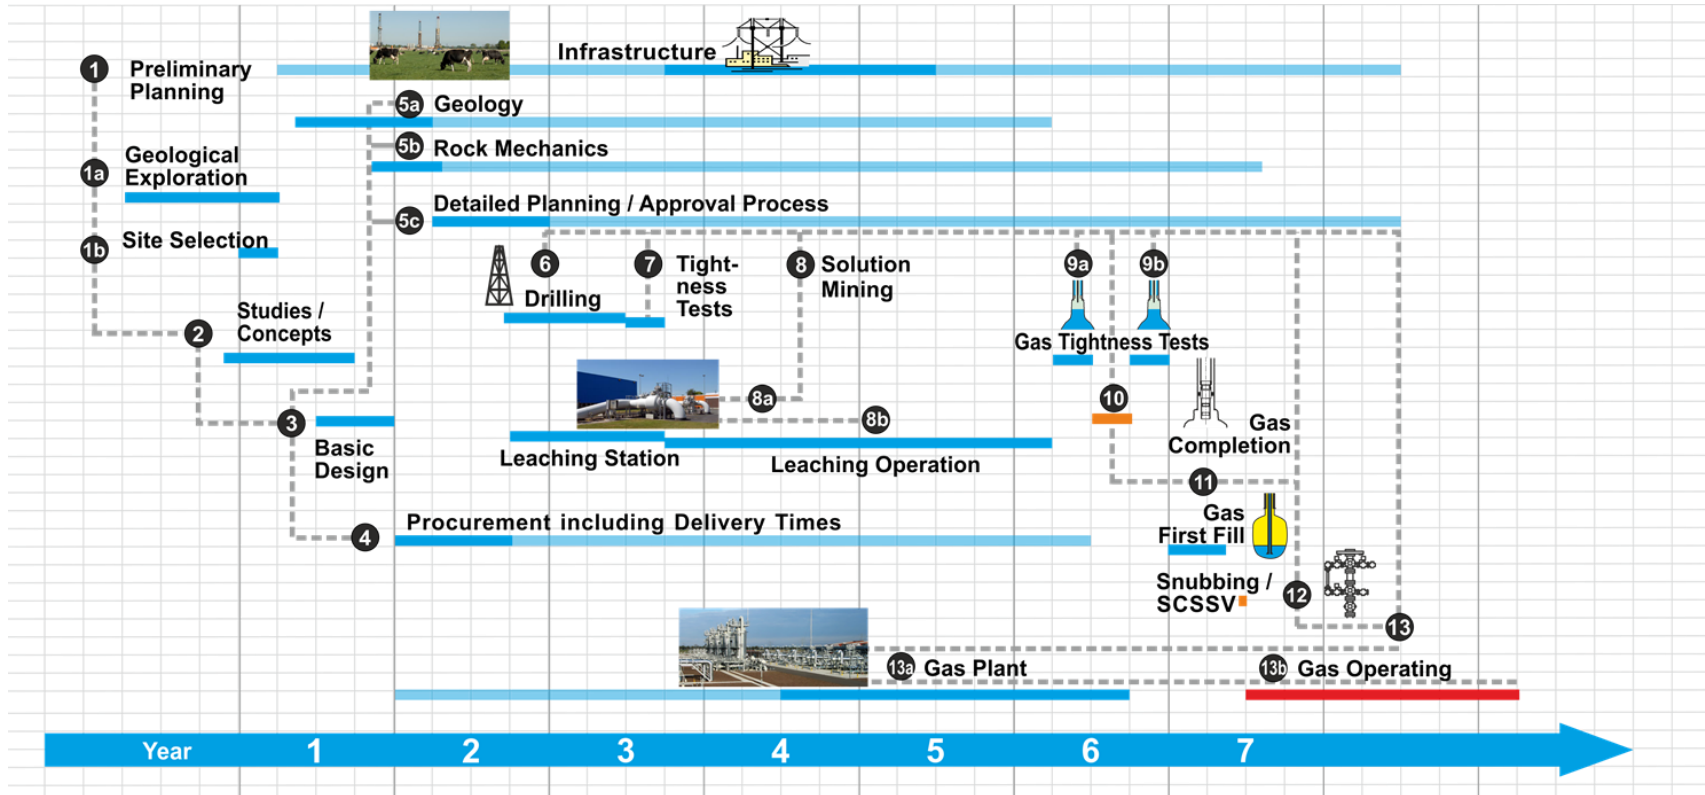 Infrastructure
1
Preliminary
Planning
5a
Geology
5b
Rock Mechanics
1a
Geological
Exploration
5c
Detailed Planning / Approval Process
1b
Site Selection
6
Drilling
7
Tight-
ness
Tests
8
Solution
Mining
9a
9b
Gas Tightness Tests
2
Studies /
Concepts
8a
8b
10
Gas
Completion
3
Basic
Design
Leaching Station
Leaching Operation
11
4
Procurement including Delivery Times
Gas
First Fill
Snubbing /
SCSSV
12
13
13a
Gas Plant
13b
Gas Operating
Year
1
2
3
4
5
6
7